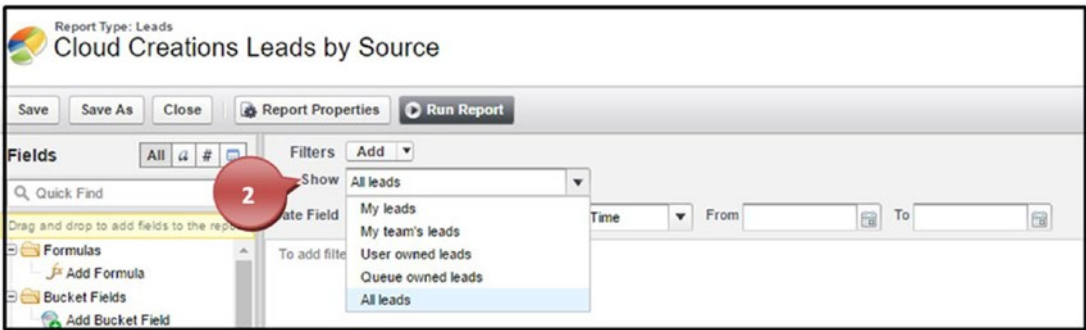 Report Type: Leads
Cloud Creations Leads by Source
Save Save As Close Report Properties Run Report
Fields All a # Filters Add
Quick Find 2 Show All leads
Drag and drop to add fields to the ate Field Time From To
My leads
My team's leads
Formulas To add User owned leads
Add Formula Queue owned leads
Bucket Fields All leads
Add Bucket Field